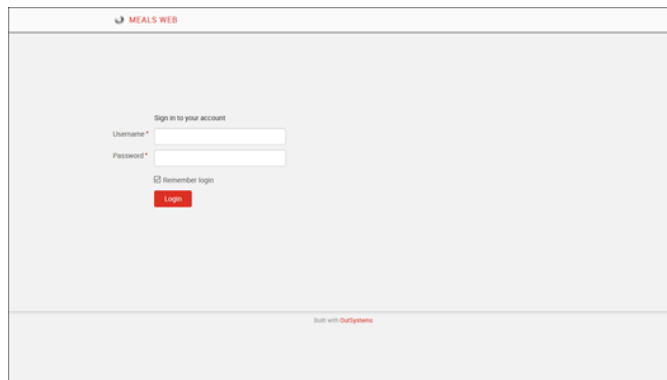 MEALS WEB
Sign in to your account
Username *
Password *
Remember login
Login
Built with OutSystems